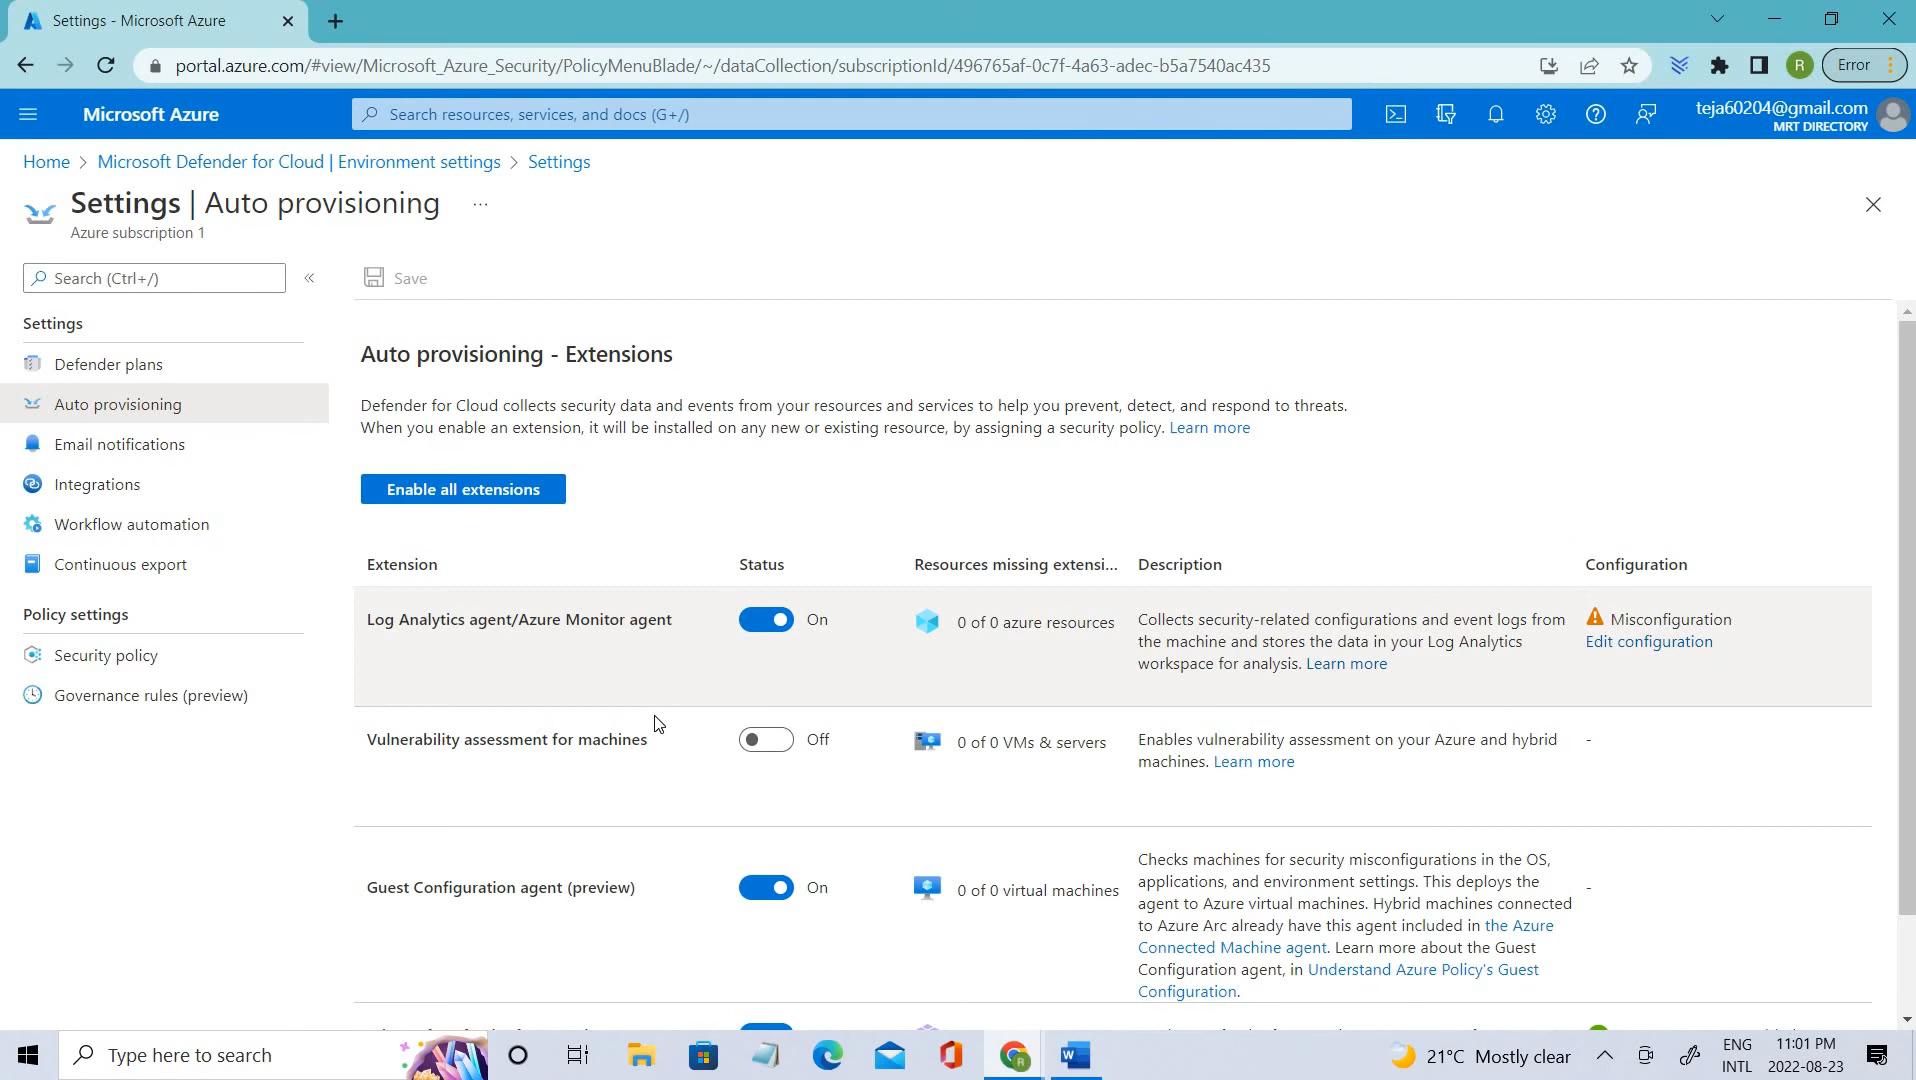 Settings - Microsoft Azure
portal.azure.com/#view/Microsoft_Azure_Security/PolicyMenuBlade/~/dataCollection/subscriptionId/496765af-0c7f-4a63-adec-b5a7540ac435
R
Error
Microsoft Azure
Search resources, services, and docs (G+/)
teja60204@gmail.com
MRT DIRECTORY
Home > Microsoft Defender for Cloud | Environment settings > Settings
Settings | Auto provisioning ...
Azure subscription 1
Search (Ctrl+/)
«
Save
Settings
Defender plans
Auto provisioning
Email notifications
Integrations
Workflow automation
Continuous export
Policy settings
Security policy
Governance rules (preview)
Auto provisioning - Extensions
Defender for Cloud collects security data and events from your resources and services to help you prevent, detect, and respond to threats.
When you enable an extension, it will be installed on any new or existing resource, by assigning a security policy. Learn more
Enable all extensions
Extension Status Resources missing extensi... Description Configuration
Log Analytics agent/Azure Monitor agent On 0 of 0 azure resources
Collects security-related configurations and event logs from
the machine and stores the data in your Log Analytics
workspace for analysis. Learn more
Misconfiguration
Edit configuration
Vulnerability assessment for machines Off 0 of 0 VMs & servers
Enables vulnerability assessment on your Azure and hybrid
machines. Learn more
-
Guest Configuration agent (preview) On 0 of 0 virtual machines
Checks machines for security misconfigurations in the OS,
applications, and environment settings. This deploys the
agent to Azure virtual machines. Hybrid machines connected
to Azure Arc already have this agent included in the Azure
Connected Machine agent. Learn more about the Guest
Configuration agent, in Understand Azure Policy's Guest
Configuration.
-
Type here to search
21°C Mostly clear
ENG
INTL
11:01 PM
2022-08-23